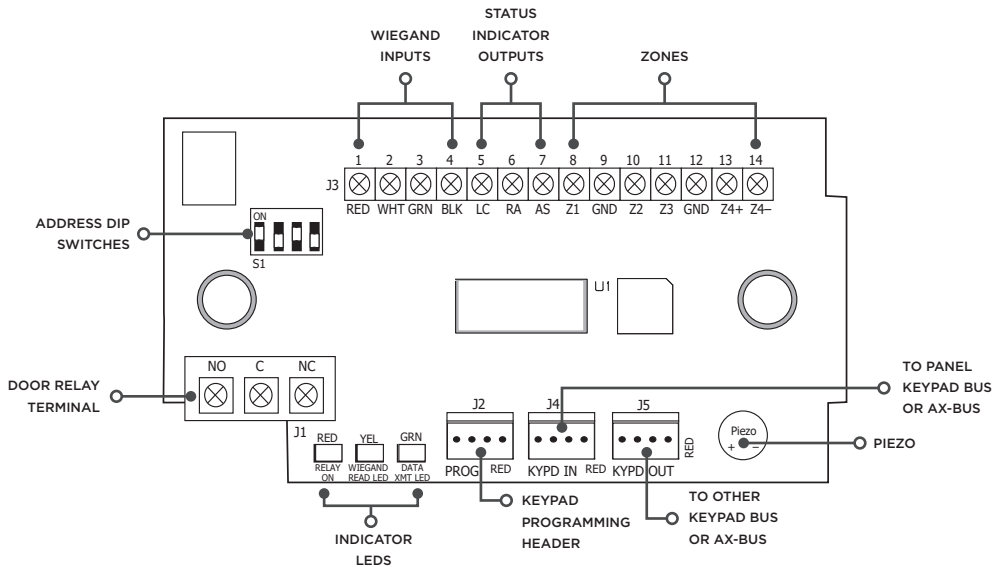 WIEGAND
INPUTS
STATUS
INDICATOR
OUTPUTS
ZONES
1 2 3 4 5 6 7 8 9 10 11 12 13 14
J3
RED WHT GRN BLK LC RA AS Z1 GND Z2 Z3 GND Z4+ Z4–
ADDRESS DIP
SWITCHES
ON
S1
U1
DOOR RELAY
TERMINAL
NO C NC
J1
RED YEL GRN
RELAY
ON
WIEGAND
READ LED
DATA
XMT LED
INDICATOR
LEDS
J2 J4 J5
PROG RED KYPD IN RED KYPD OUT RED
KEYPAD
PROGRAMMING
HEADER
TO OTHER
KEYPAD BUS
OR AX-BUS
TO PANEL
KEYPAD BUS
OR AX-BUS
Piezo
+ –
PIEZO